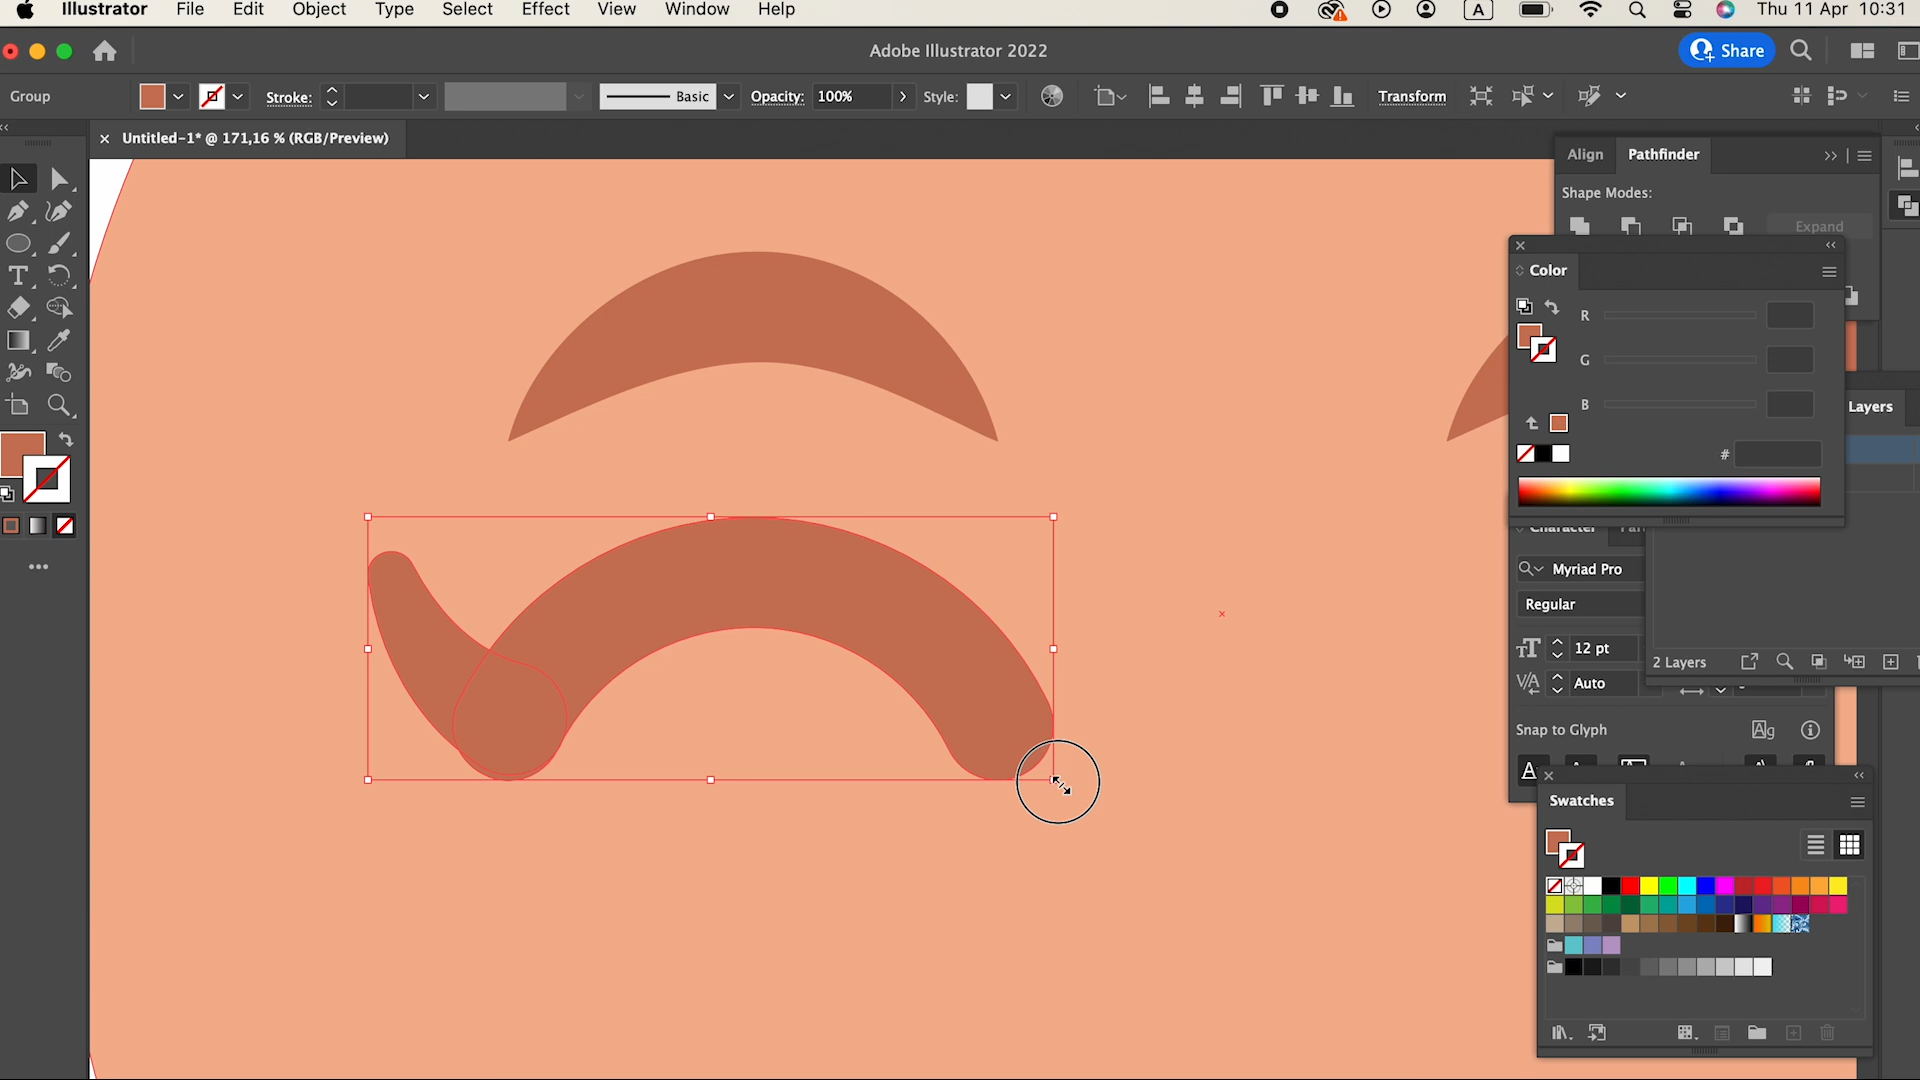 Illustrator File Edit Object Type Select Effect View Window Help A Thu 11 Apr 10:31
Adobe Illustrator 2022
Share
Group Stroke: Basic Opacity: 100% Style: Transform
× Untitled-1* @ 171,16 % (RGB/Preview)
Align Pathfinder
Shape Modes:
Expand
Color
R
G
B
#
Layers
Character
Myriad Pro
Regular
12 pt
Auto
2 Layers
Snap to Glyph
Swatches